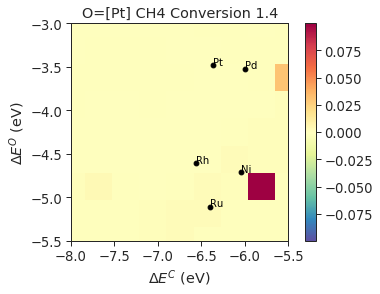 O=[Pt] CH4 Conversion 1.4
−3.0
−3.5
−4.0
−4.5
−5.0
−5.5
ΔE^O (eV)
Pt
Pd
Rh
Ni
Ru
−8.0 −7.5 −7.0 −6.5 −6.0 −5.5
ΔE^C (eV)
0.075
0.050
0.025
0.000
−0.025
−0.050
−0.075